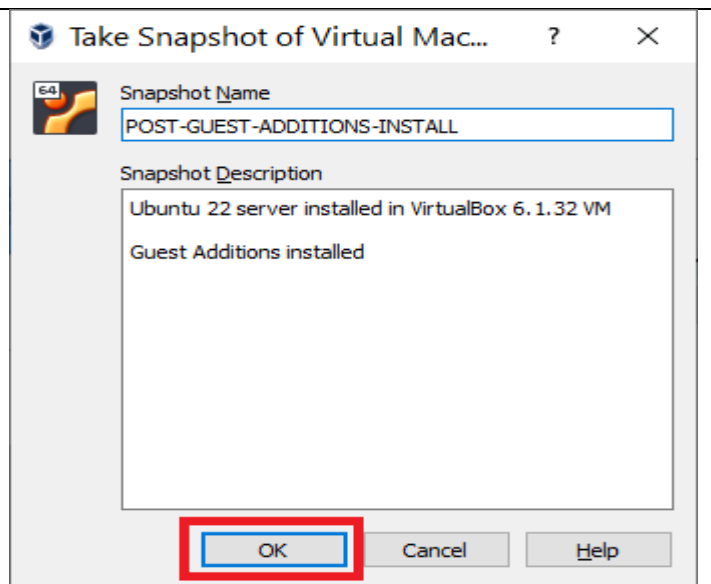 Take Snapshot of Virtual Mac... ?
64
Snapshot Name
POST-GUEST-ADDITIONS-INSTALL
Snapshot Description
Ubuntu 22 server installed in VirtualBox 6.1.32 VM
Guest Additions installed
OK Cancel Help